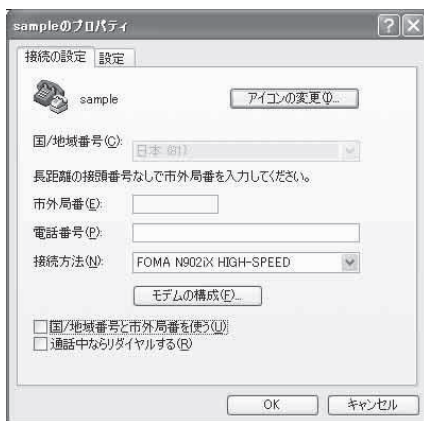 sampleのプロパティ
接続の設定 設定
sample アイコンの変更(I)...
国/地域番号(C): 日本 (81)
長距離の接頭番号なしで市外局番を入力してください。
市外局番(E):
電話番号(P):
接続方法(N): FOMA N902iX HIGH-SPEED
モデムの構成(F)...
国/地域番号と市外局番を使う(U)
通話中ならリダイヤルする(R)
OK キャンセル